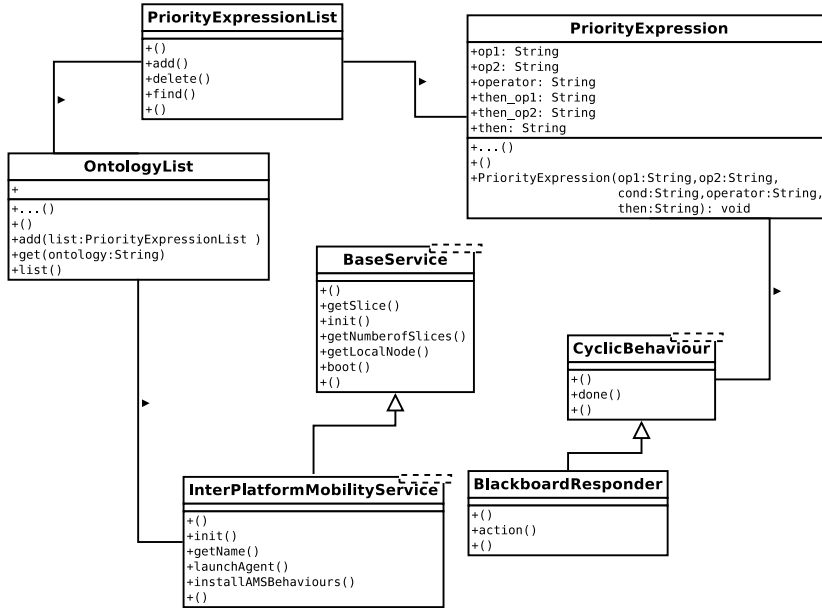 PriorityExpressionList
+()
+add()
+delete()
+find()
+()
PriorityExpression
+op1: String
+op2: String
+operator: String
+then_op1: String
+then_op2: String
+then: String
+...()
+()
+PriorityExpression(op1:String,op2:String,
cond:String,operator:String,
then:String): void
OntologyList
+
+...()
+()
+add(list:PriorityExpressionList )
+get(ontology:String)
+list()
BaseService
+()
+getSlice()
+init()
+getNumberofSlices()
+getLocalNode()
+boot()
+()
CyclicBehaviour
+()
+done()
+()
InterPlatformMobilityService
+()
+init()
+getName()
+launchAgent()
+installAMSBehaviours()
+()
BlackboardResponder
+()
+action()
+()